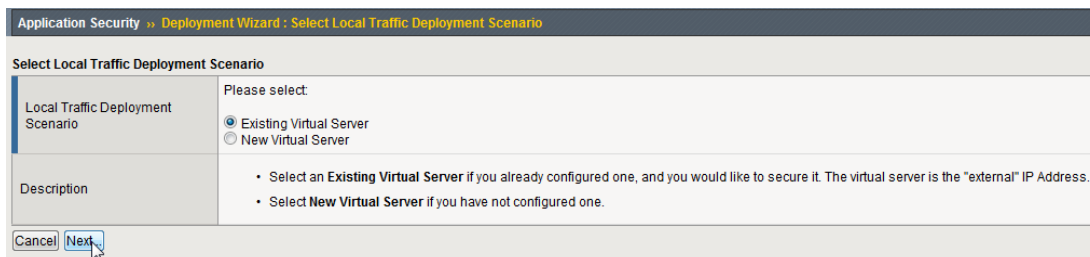 Application Security ›› Deployment Wizard : Select Local Traffic Deployment Scenario
Select Local Traffic Deployment Scenario
Local Traffic Deployment Scenario
Please select:
Existing Virtual Server
New Virtual Server
Description
• Select an Existing Virtual Server if you already configured one, and you would like to secure it. The virtual server is the "external" IP Address.
• Select New Virtual Server if you have not configured one.
Cancel Next...